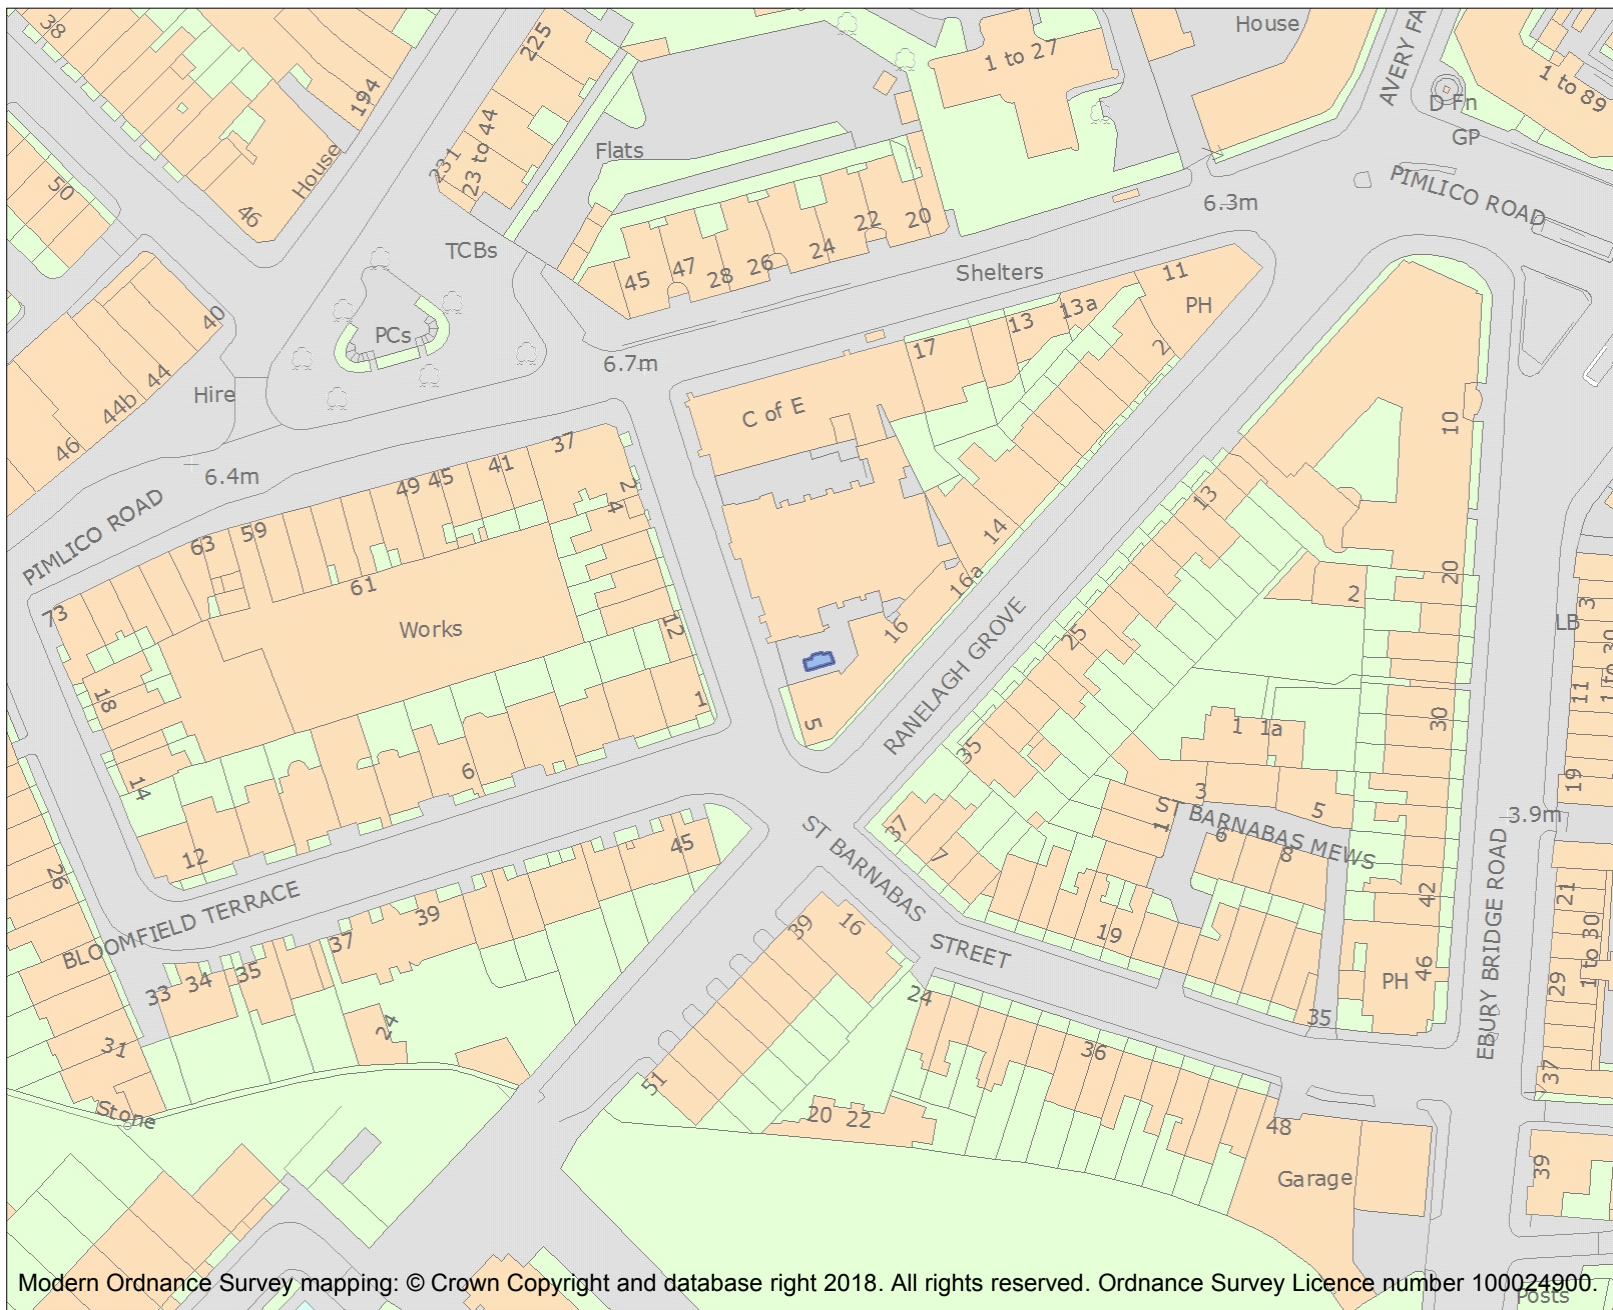 38
225
1 to 27
House
AVERY FA
1 to 89
D Fn
GP
194
House
231
23 to 44
Flats
50
46
PIMLICO ROAD
6.3m
TCBs
45
47
28
26
24
22
20
Shelters
11
PH
13
13a
2
17
40
PCs
6.7m
Hire
44
44b
46
C of E
10
37
41
45
49
6.4m
PIMLICO ROAD
2
4
59
63
61
73
Works
12
13
14
16a
16
20
2
3
LB
1 to 30
11
25
RANELAGH GROVE
18
1
5
30
1
1a
35
19
14
6
3
5
ST BARNABAS MEWS
1
6
8
3.9m
12
45
37
7
ST BARNABAS
STREET
26
BLOOMFIELD TERRACE
39
37
39
16
42
21
1 to 30
19
EBURY BRIDGE ROAD
33
34
35
24
46
PH
29
24
35
31
36
37
51
Stone
20
22
48
Garage
39
Modern Ordnance Survey mapping: © Crown Copyright and database right 2018. All rights reserved. Ordnance Survey Licence number 100024900.
Posts